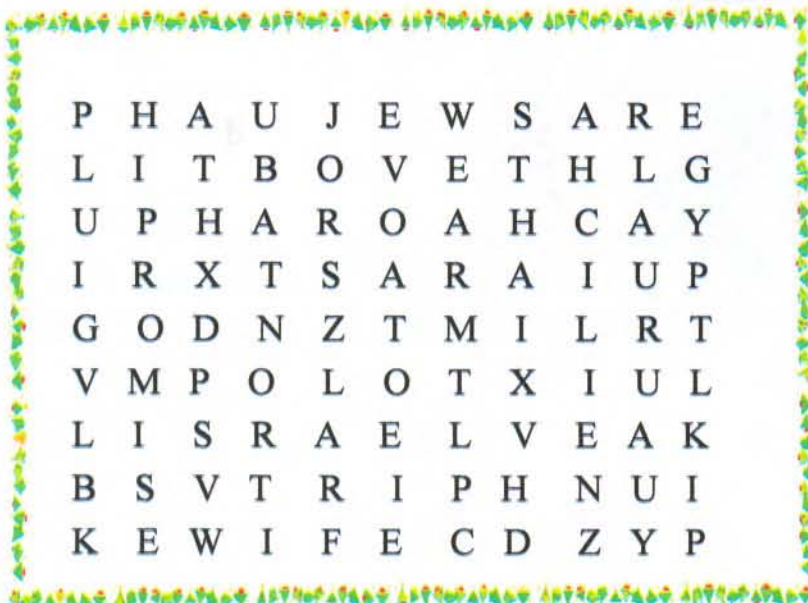 P H A U J E W S A R E
L I T B O V E T H L G
U P H A R O A H C A Y
I R X T S A R A I U P
G O D N Z T M I L R T
V M P O L O T X I U L
L I S R A E L V E A K
B S V T R I P H N U I
K E W I F E C D Z Y P